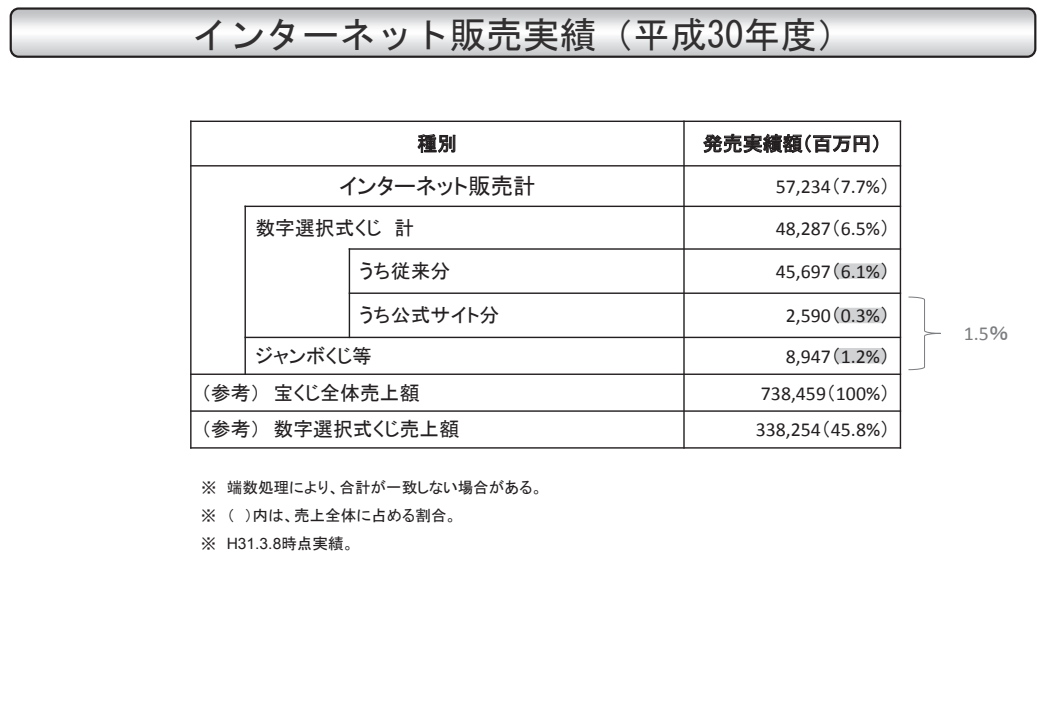 インターネット販売実績（平成30年度）
種別 発売実績額(百万円)
インターネット販売計 57,234(7.7%)
数字選択式くじ　計 48,287(6.5%)
うち従来分 45,697(6.1%)
うち公式サイト分 2,590(0.3%)
1.5%
ジャンボくじ等 8,947(1.2%)
（参考） 宝くじ全体売上額 738,459(100%)
（参考） 数字選択式くじ売上額 338,254(45.8%)
※ 端数処理により、合計が一致しない場合がある。
※ （ ）内は、売上全体に占める割合。
※ H31.3.8時点実績。